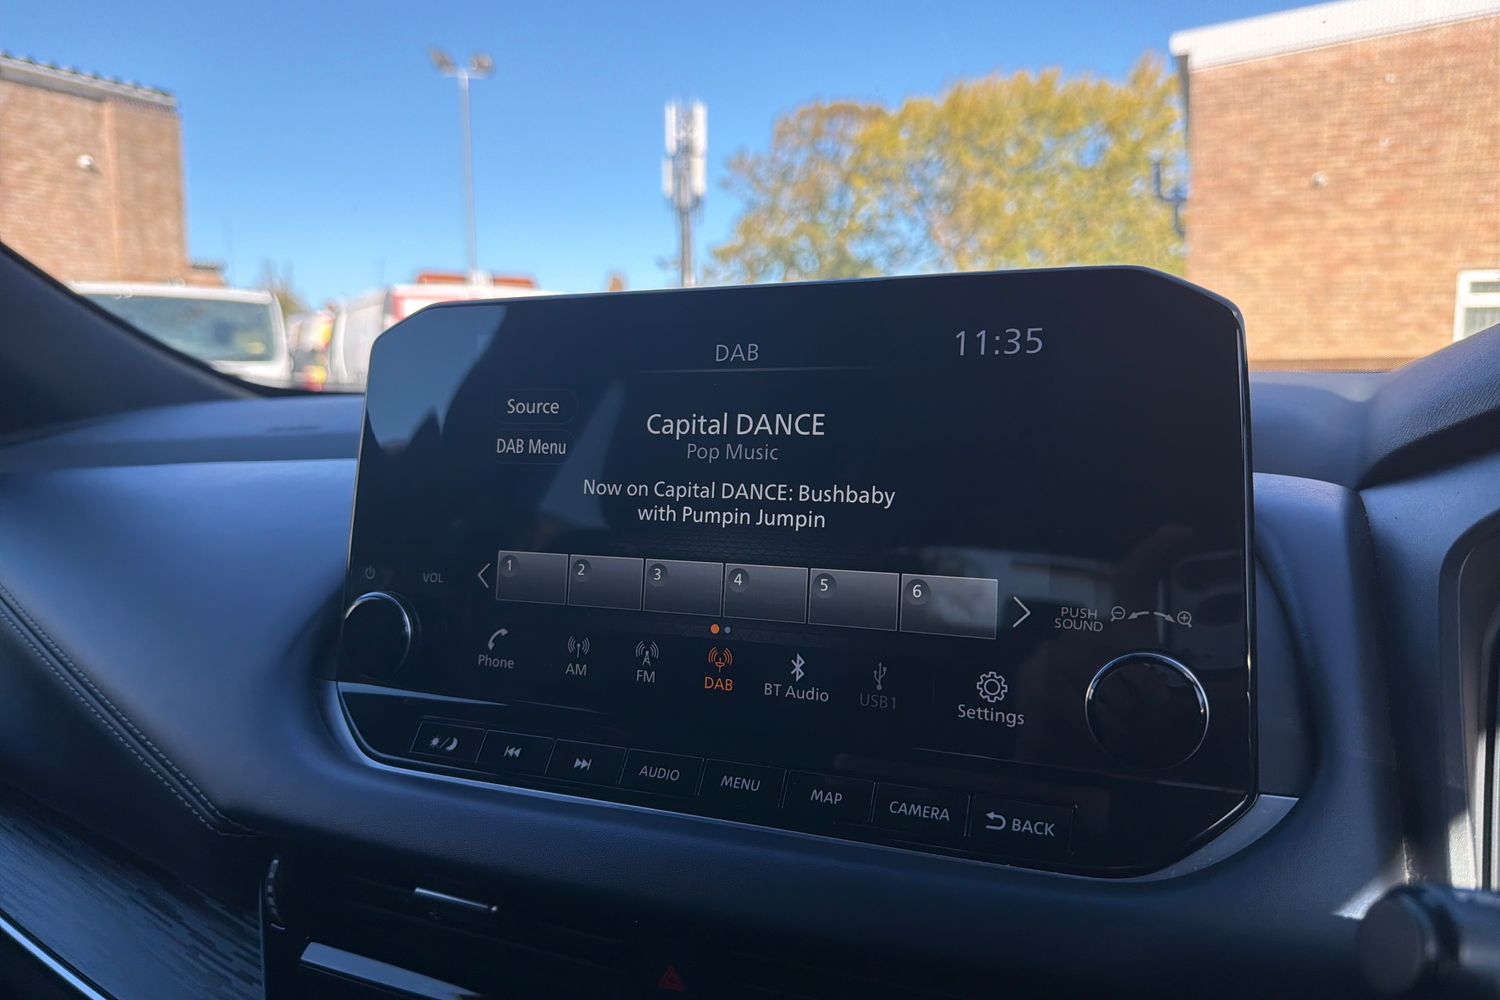 DAB
11:35
Source
Capital DANCE
DAB Menu
Pop Music
Now on Capital DANCE: Bushbaby
with Pumpin Jumpin
VOL
1
2
3
4
5
6
PUSH
SOUND
Phone
AM
FM
DAB
BT Audio
USB1
Settings
AUDIO
MENU
MAP
CAMERA
BACK